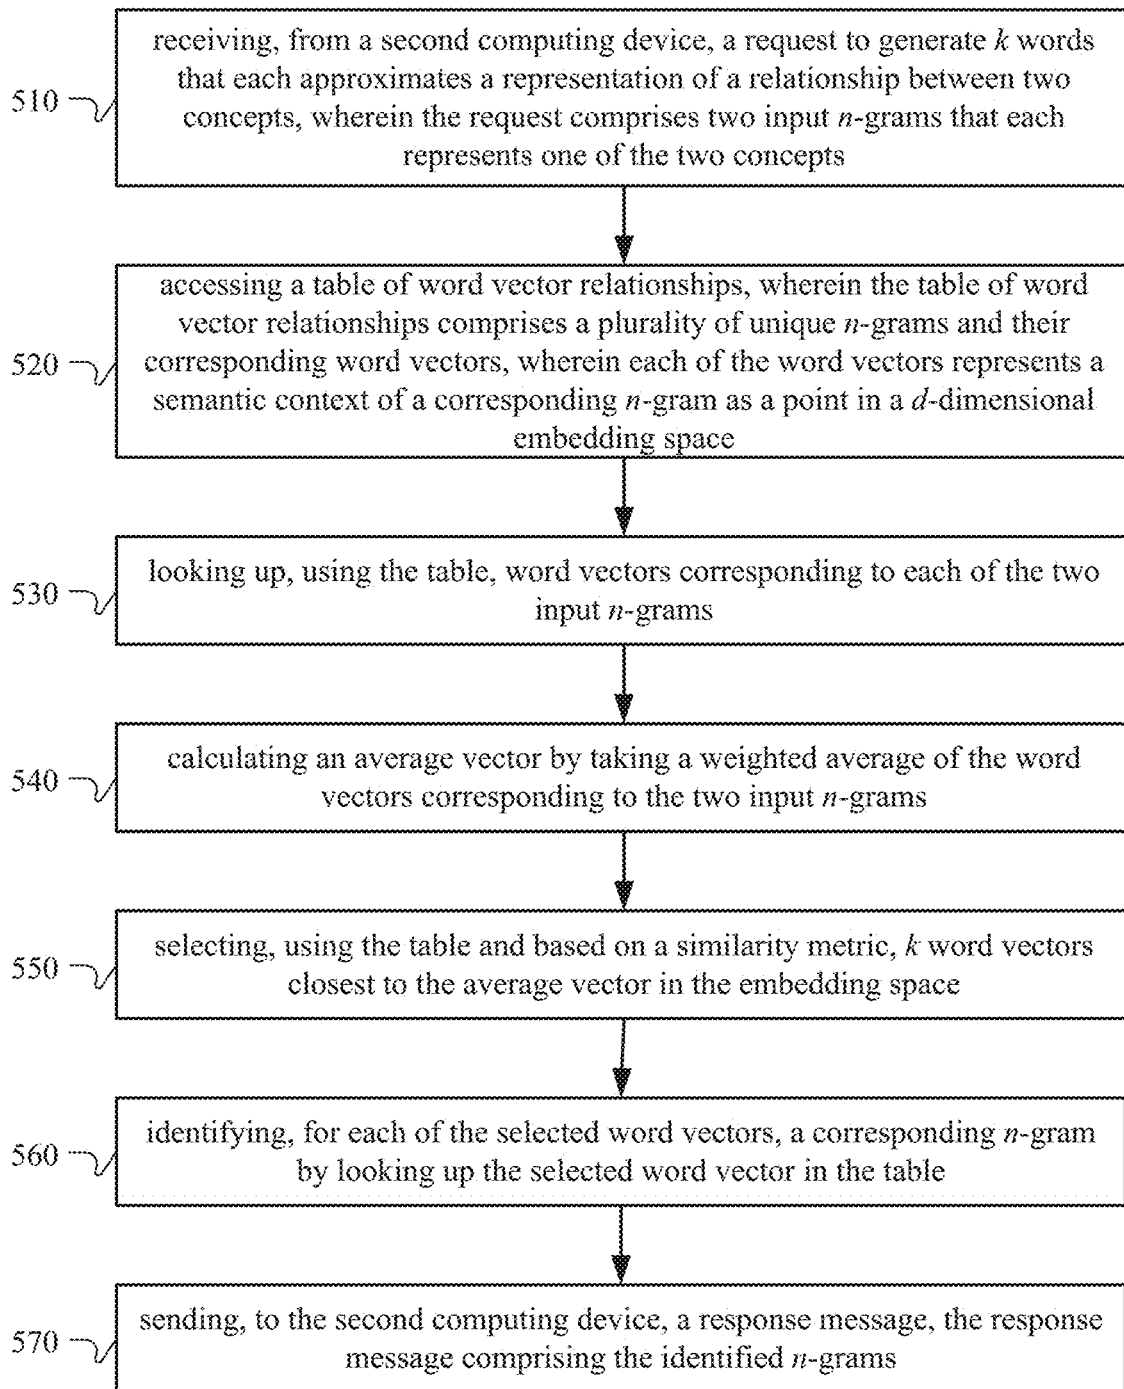 receiving, from a second computing device, a request to generate k words
that each approximates a representation of a relationship between two
510
concepts, wherein the request comprises two input n-grams that each
represents one of the two concepts
accessing a table of word vector relationships, wherein the table of word
vector relationships comprises a plurality of unique n-grams and their
520
corresponding word vectors, wherein each of the word vectors represents a
semantic context of a corresponding n-gram as a point in a d-dimensional
embedding space
530
looking up, using the table, word vectors corresponding to each of the two
input n-grams
540
calculating an average vector by taking a weighted average of the word
vectors corresponding to the two input n-grams
550
selecting, using the table and based on a similarity metric, k word vectors
closest to the average vector in the embedding space
560
identifying, for each of the selected word vectors, a corresponding n-gram
by looking up the selected word vector in the table
570
sending, to the second computing device, a response message, the response
message comprising the identified n-grams